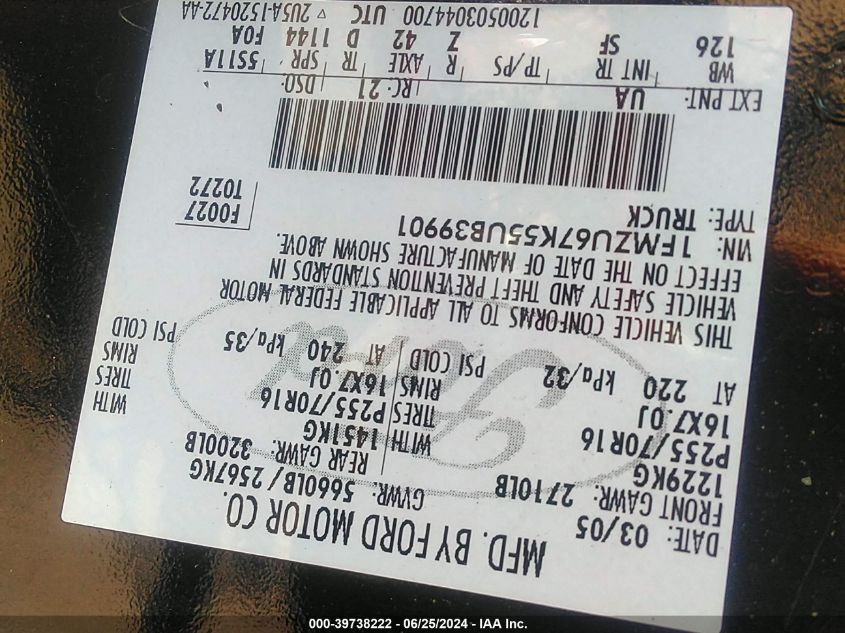 MFD. BY FORD MOTOR CO.
DATE: 03/05 GVWR: 5660LB/2567KG
FRONT GAWR: 2710LB REAR GAWR: 3200LB
1229KG WITH 1451KG WITH
P255/70R16 TIRES P255/70R16 TIRES
16X7.0J RIMS 16X7.0J RIMS
AT 220 kPa/32 PSI COLD AT 240 kPa/35 PSI COLD
THIS VEHICLE CONFORMS TO ALL APPLICABLE FEDERAL MOTOR
VEHICLE SAFETY AND THEFT PREVENTION STANDARDS IN
EFFECT ON THE DATE OF MANUFACTURE SHOWN ABOVE.
VIN: 1FMZU67K55UB39901
TYPE: TRUCK
F0027
T0272
EXT PNT: UA RC: 21 DSO:
WB INT TR TP/PS R AXLE TR SPR 5S11A
126 SF Z 42 D 1144 F0A
1200503044700 UTC ▽ 2U5A-1520472-AA
Ford
000-39738222 - 06/25/2024 - IAA Inc.